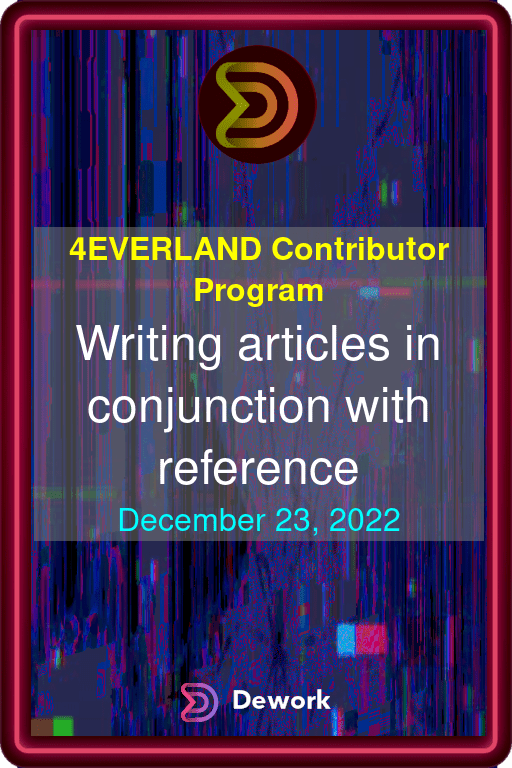 4EVERLAND Contributor
Program
Writing articles in
conjunction with
reference
December 23, 2022
Dework